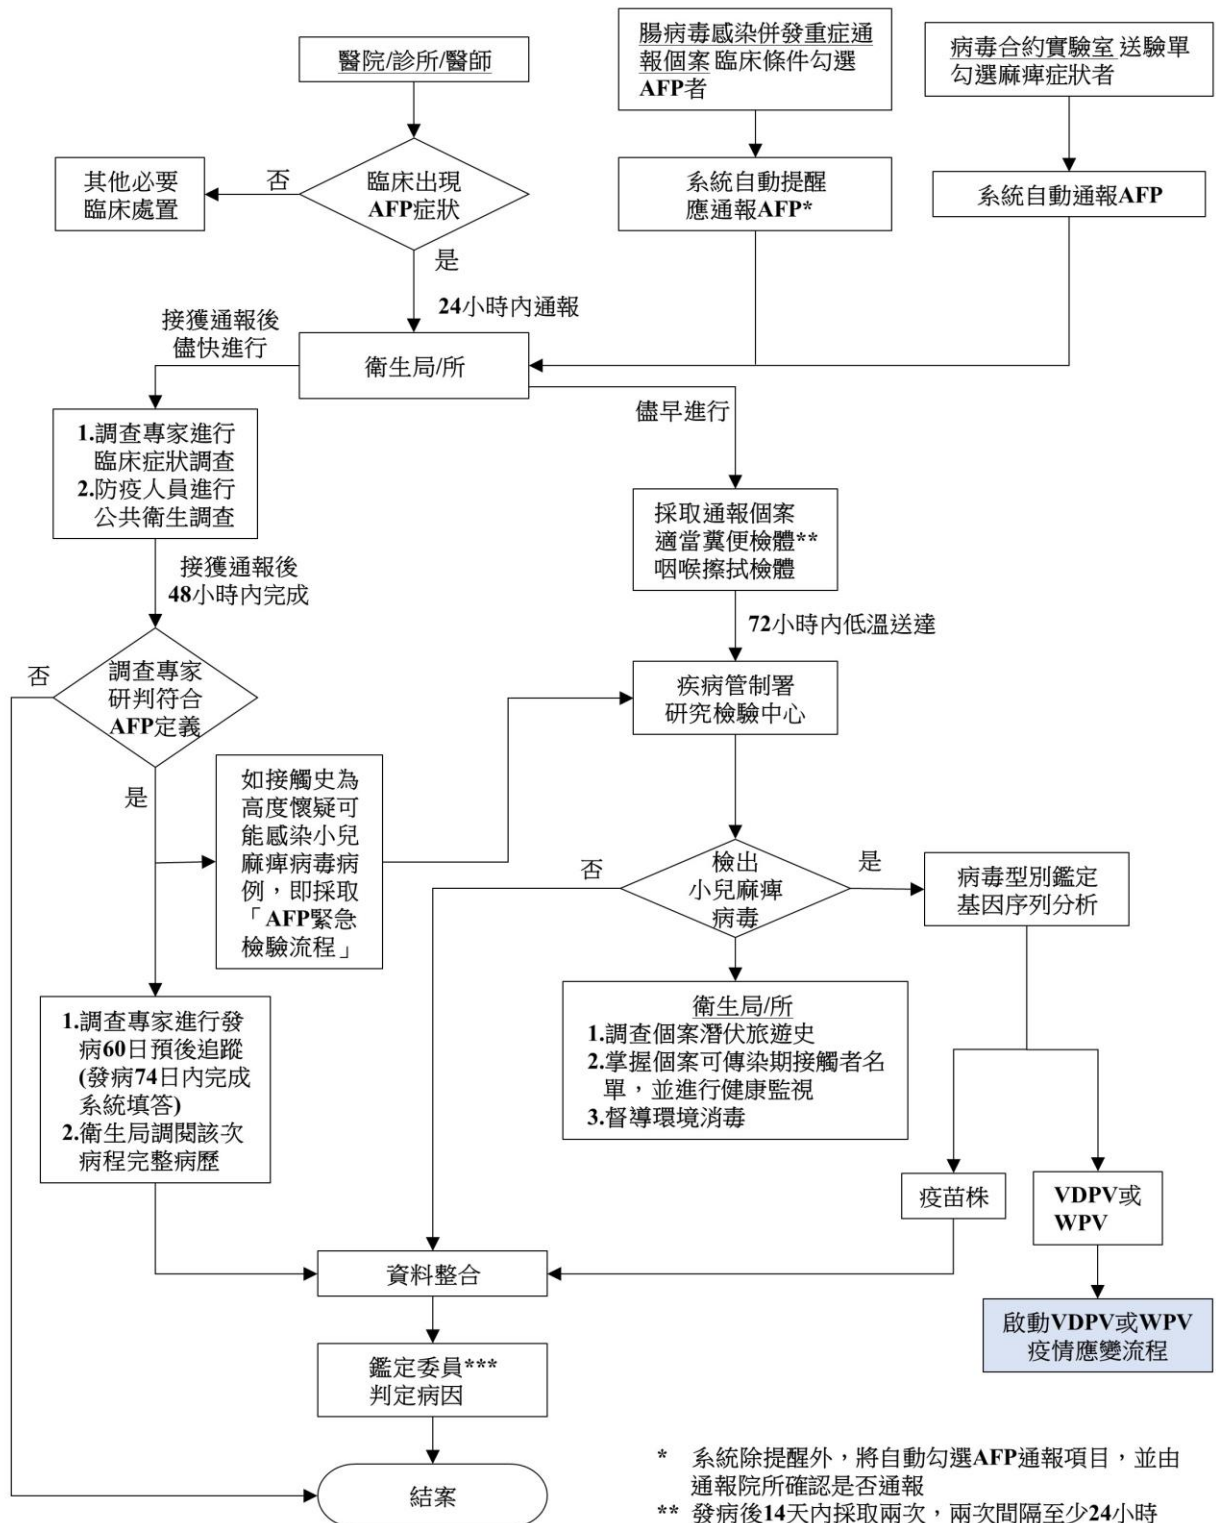 醫院/診所/醫師
腸病毒感染併發重症通
報個案 臨床條件勾選
AFP者
病毒合約實驗室 送驗單
勾選麻痺症狀者
其他必要
臨床處置
否
臨床出現
AFP症狀
系統自動提醒
應通報AFP*
系統自動通報AFP
是
24小時內通報
接獲通報後
儘快進行
衛生局/所
儘早進行
1.調查專家進行
臨床症狀調查
2.防疫人員進行
公共衛生調查
採取通報個案
適當糞便檢體**
咽喉擦拭檢體
接獲通報後
48小時內完成
72小時內低溫送達
否
調查專家
研判符合
AFP定義
疾病管制署
研究檢驗中心
是
如接觸史為
高度懷疑可
能感染小兒
麻痺病毒病
例，即採取
「AFP緊急
檢驗流程」
否
檢出
小兒麻痺
病毒
是
病毒型別鑑定
基因序列分析
1.調查專家進行發
病60日預後追蹤
(發病74日內完成
系統填答)
2.衛生局調閱該次
病程完整病歷
衛生局/所
1.調查個案潛伏旅遊史
2.掌握個案可傳染期接觸者名
單，並進行健康監視
3.督導環境消毒
疫苗株
VDPV或
WPV
資料整合
啟動VDPV或WPV
疫情應變流程
鑑定委員***
判定病因
結案
* 系統除提醒外，將自動勾選AFP通報項目，並由
通報院所確認是否通報
** 發病後14天內採取兩次，兩次間隔至少24小時